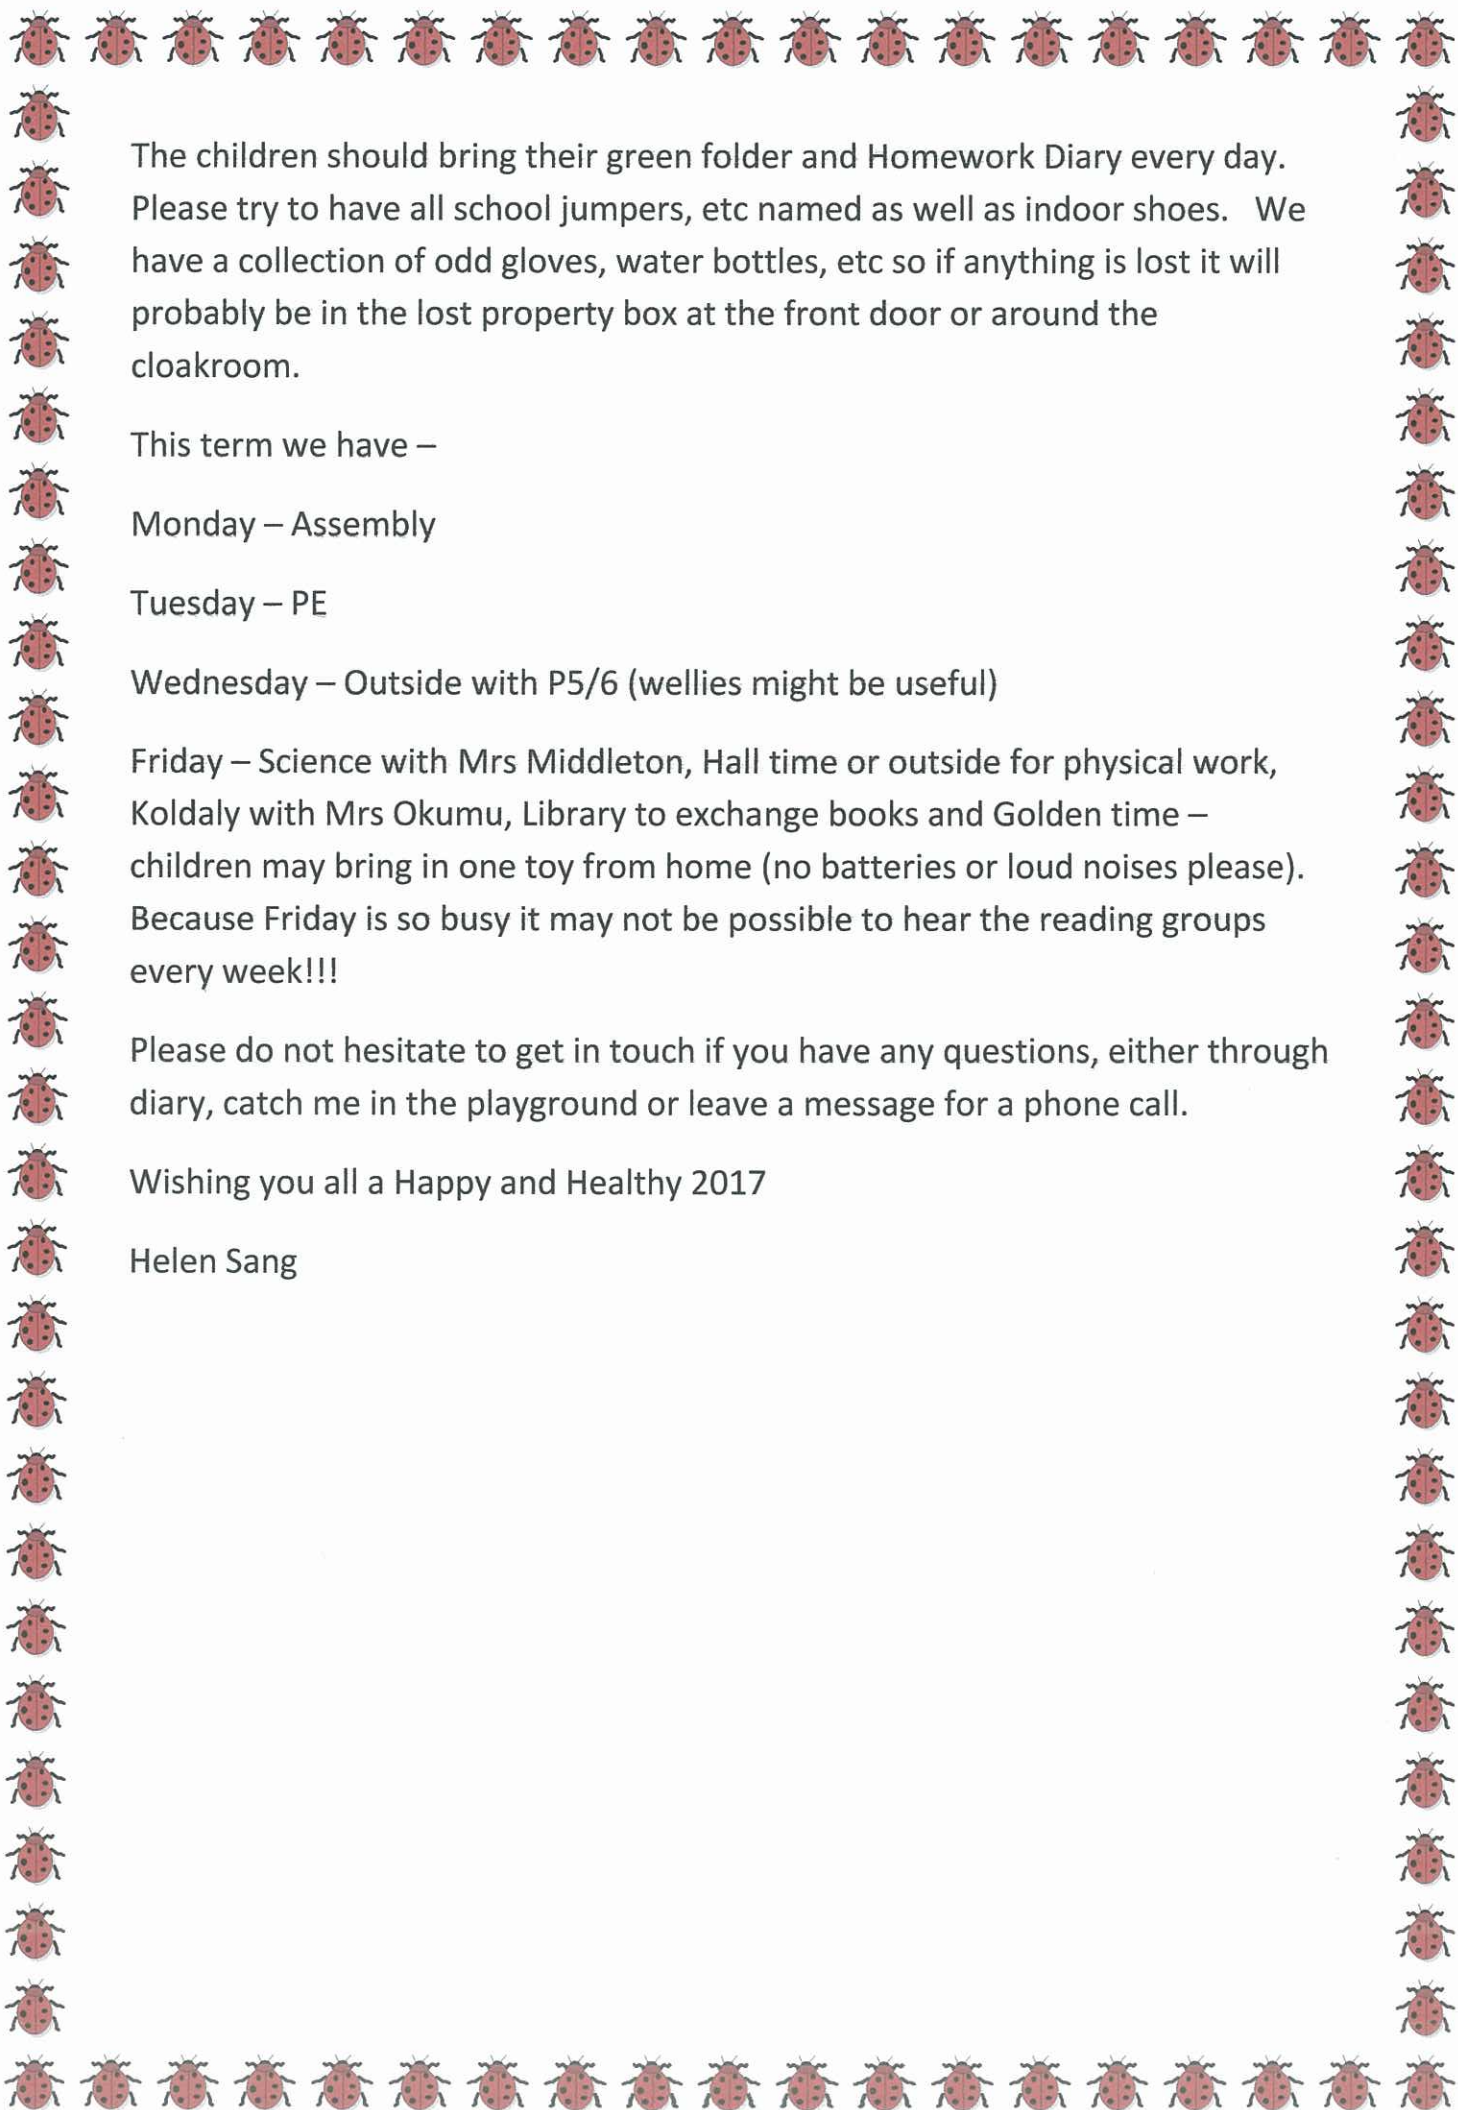 The children should bring their green folder and Homework Diary every day.
Please try to have all school jumpers, etc named as well as indoor shoes.   We
have a collection of odd gloves, water bottles, etc so if anything is lost it will
probably be in the lost property box at the front door or around the
cloakroom.
This term we have –
Monday – Assembly
Tuesday – PE
Wednesday – Outside with P5/6 (wellies might be useful)
Friday – Science with Mrs Middleton, Hall time or outside for physical work,
Koldaly with Mrs Okumu, Library to exchange books and Golden time –
children may bring in one toy from home (no batteries or loud noises please).
Because Friday is so busy it may not be possible to hear the reading groups
every week!!!
Please do not hesitate to get in touch if you have any questions, either through
diary, catch me in the playground or leave a message for a phone call.
Wishing you all a Happy and Healthy 2017
Helen Sang